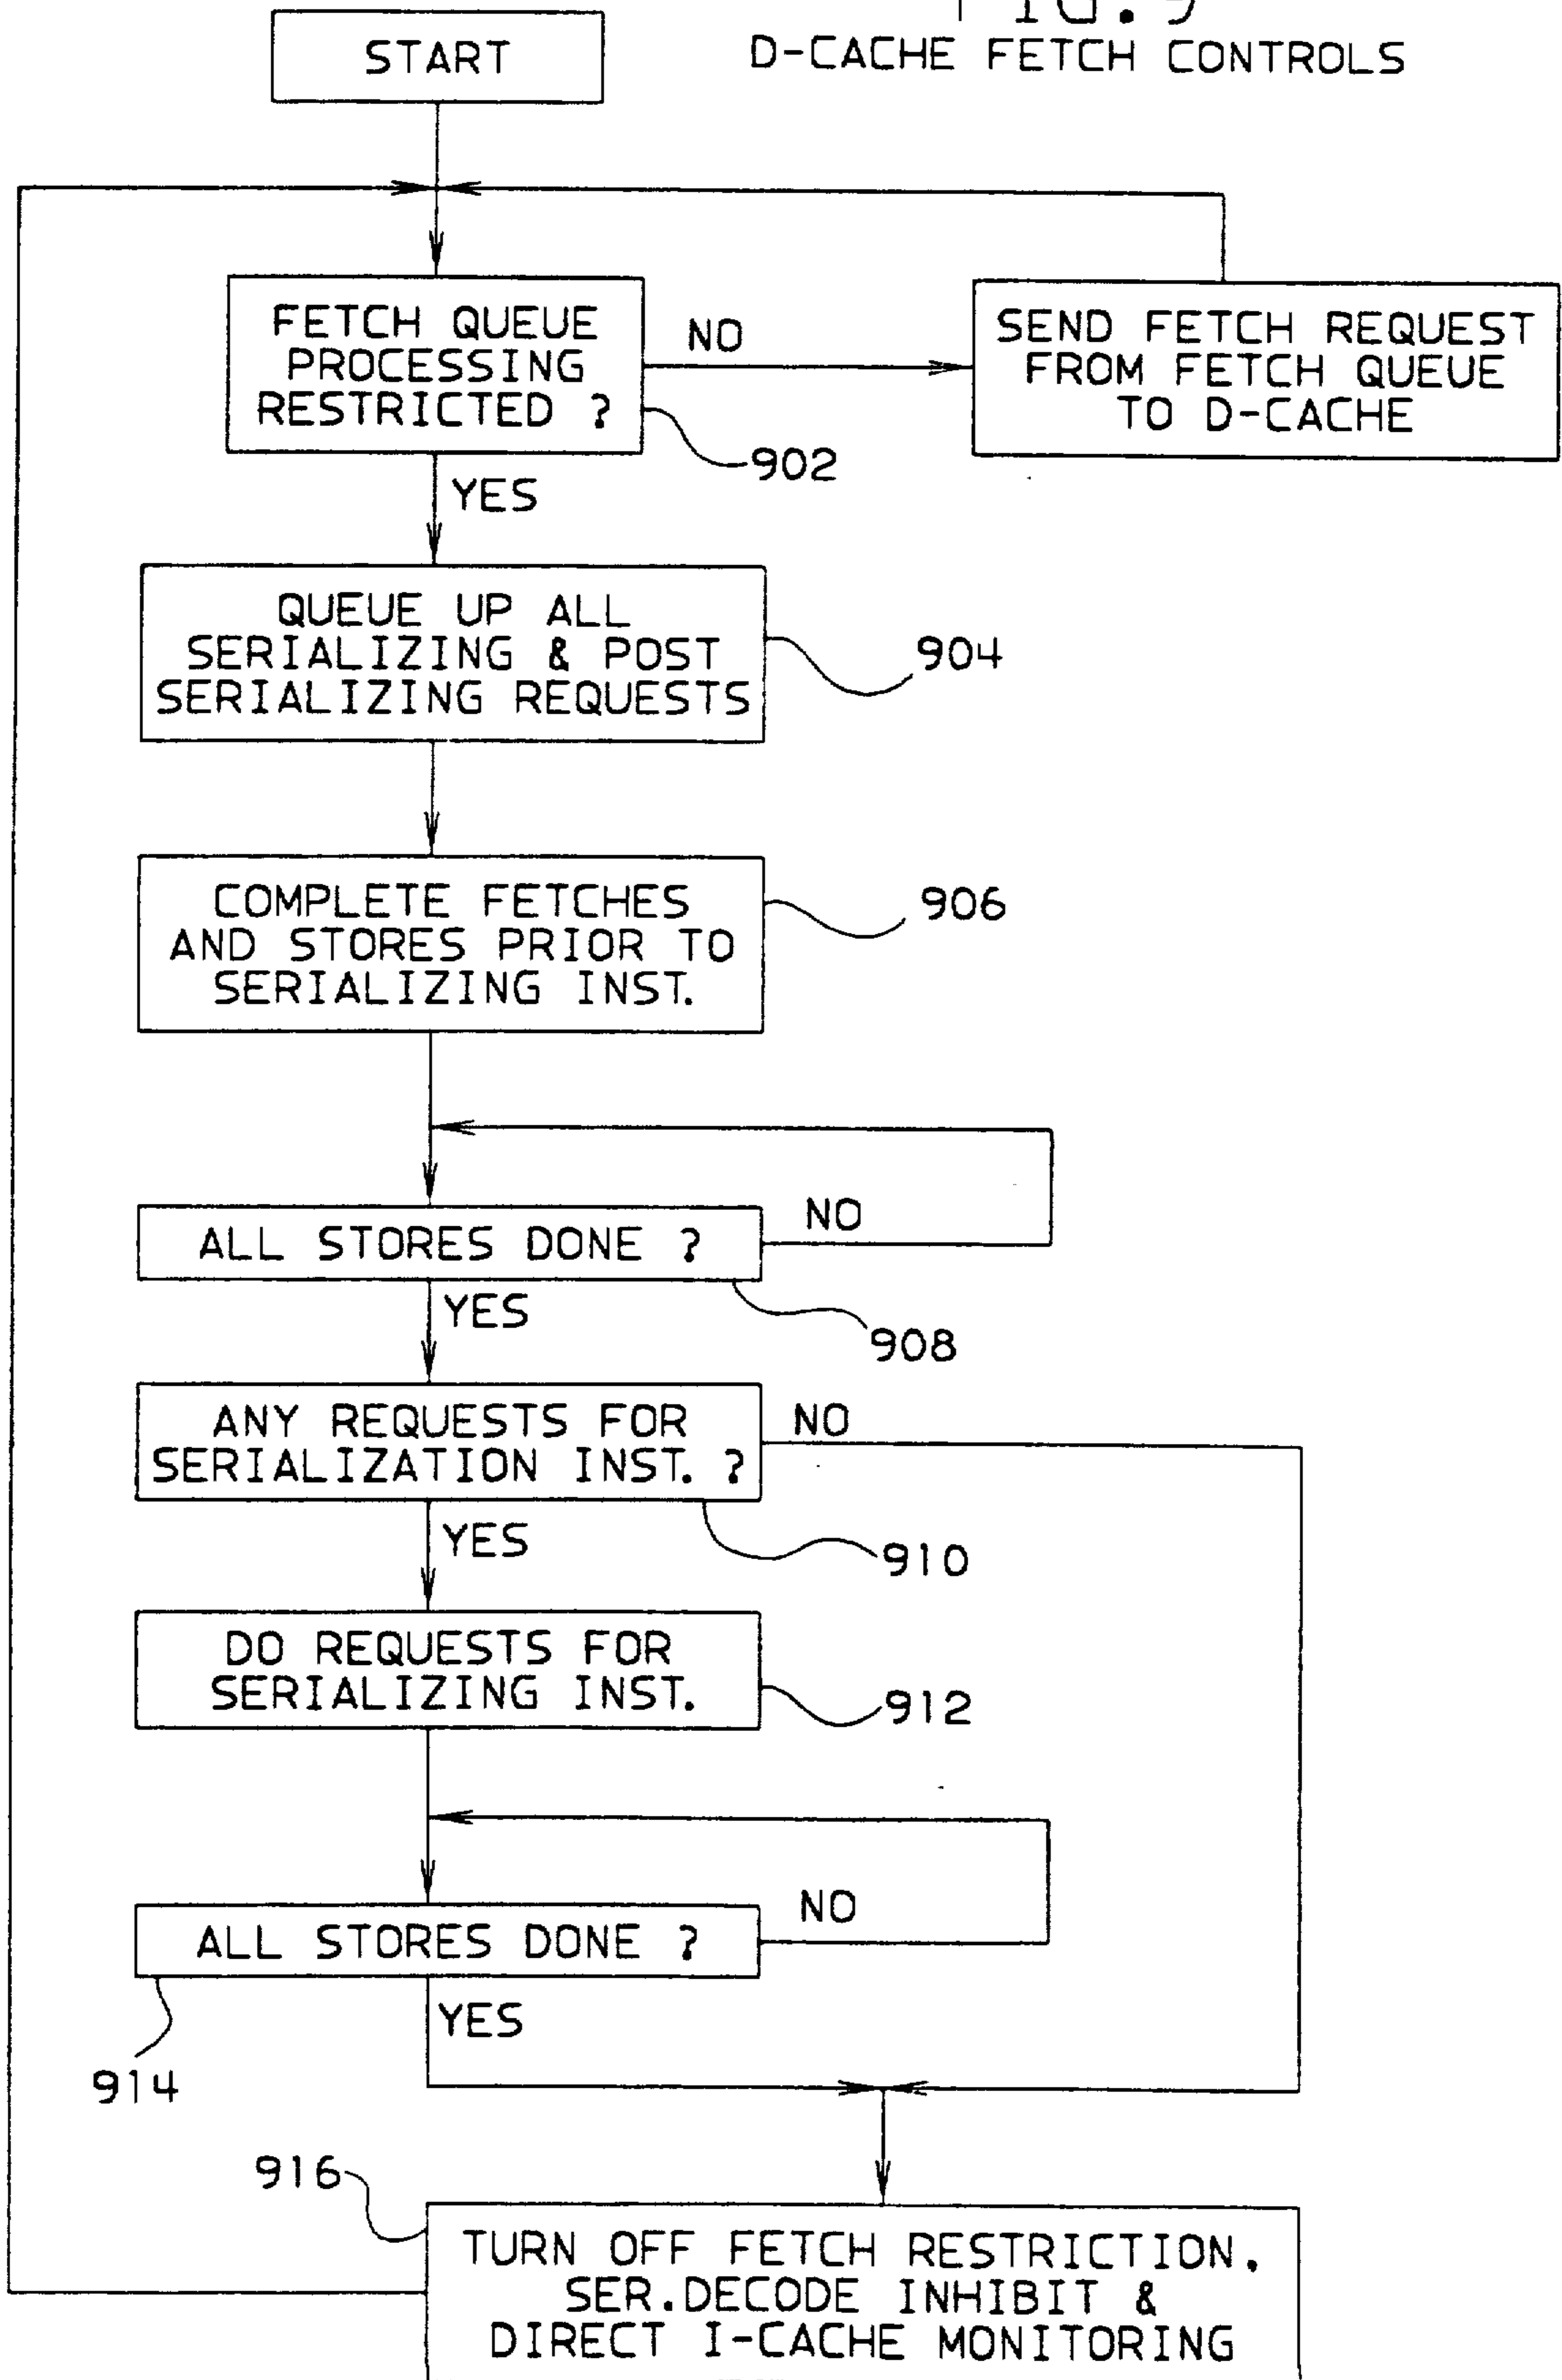 FIG. 9
D-CACHE FETCH CONTROLS
START
FETCH QUEUE
PROCESSING
RESTRICTED ?
NO
SEND FETCH REQUEST
FROM FETCH QUEUE
TO D-CACHE
902
YES
QUEUE UP ALL
SERIALIZING & POST
SERIALIZING REQUESTS
904
COMPLETE FETCHES
AND STORES PRIOR TO
SERIALIZING INST.
906
ALL STORES DONE ?
NO
YES
908
ANY REQUESTS FOR
SERIALIZATION INST. ?
NO
YES
910
DO REQUESTS FOR
SERIALIZING INST.
912
ALL STORES DONE ?
NO
YES
914
916
TURN OFF FETCH RESTRICTION.
SER.DECODE INHIBIT &
DIRECT I-CACHE MONITORING